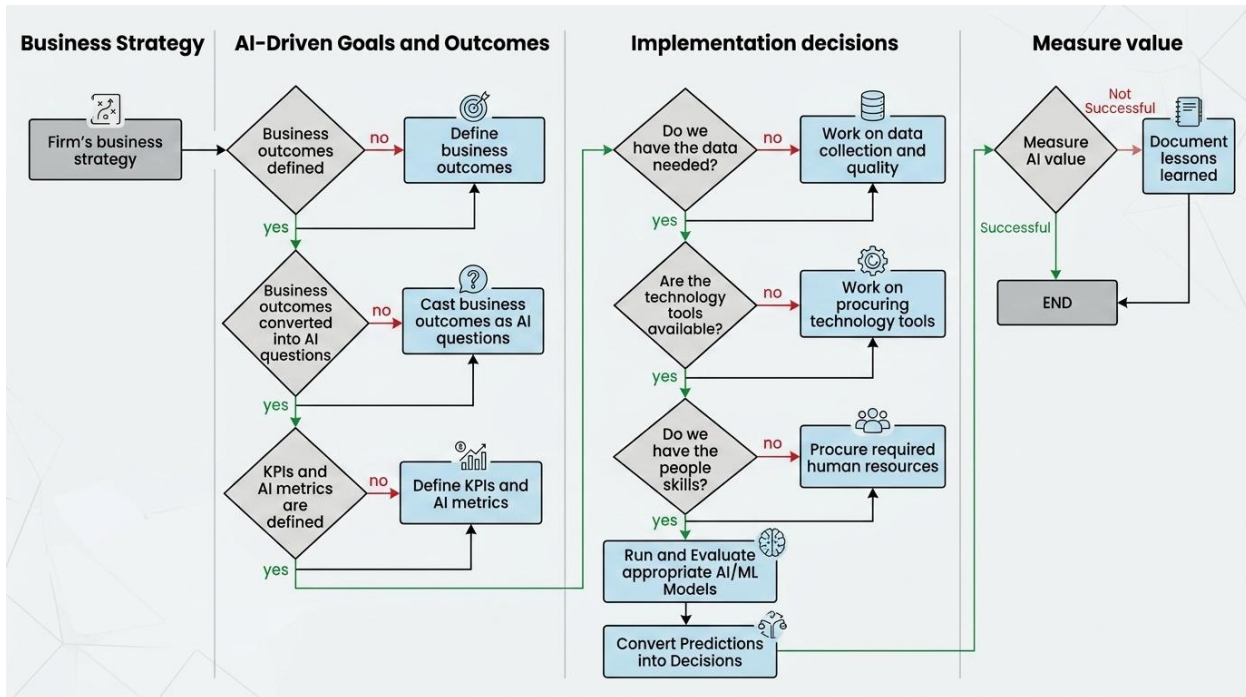 Business Strategy
AI-Driven Goals and Outcomes
Implementation decisions
Measure value
Firm's business
strategy
Business
outcomes
defined
no
Define
business
outcomes
yes
Business
outcomes
converted
into AI
questions
no
Cast business
outcomes as AI
questions
yes
KPIs and
AI metrics
are
defined
no
Define KPIs and
AI metrics
yes
Do we
have the data
needed?
no
Work on data
collection and
quality
yes
Are the
technology
tools
available?
no
Work on
procuring
technology tools
yes
Do we
have the
people
skills?
no
Procure required
human resources
yes
Run and Evaluate
appropriate AI/ML
Models
Convert Predictions
into Decisions
Measure
AI value
Not
Successful
Document
lessons
learned
Successful
END